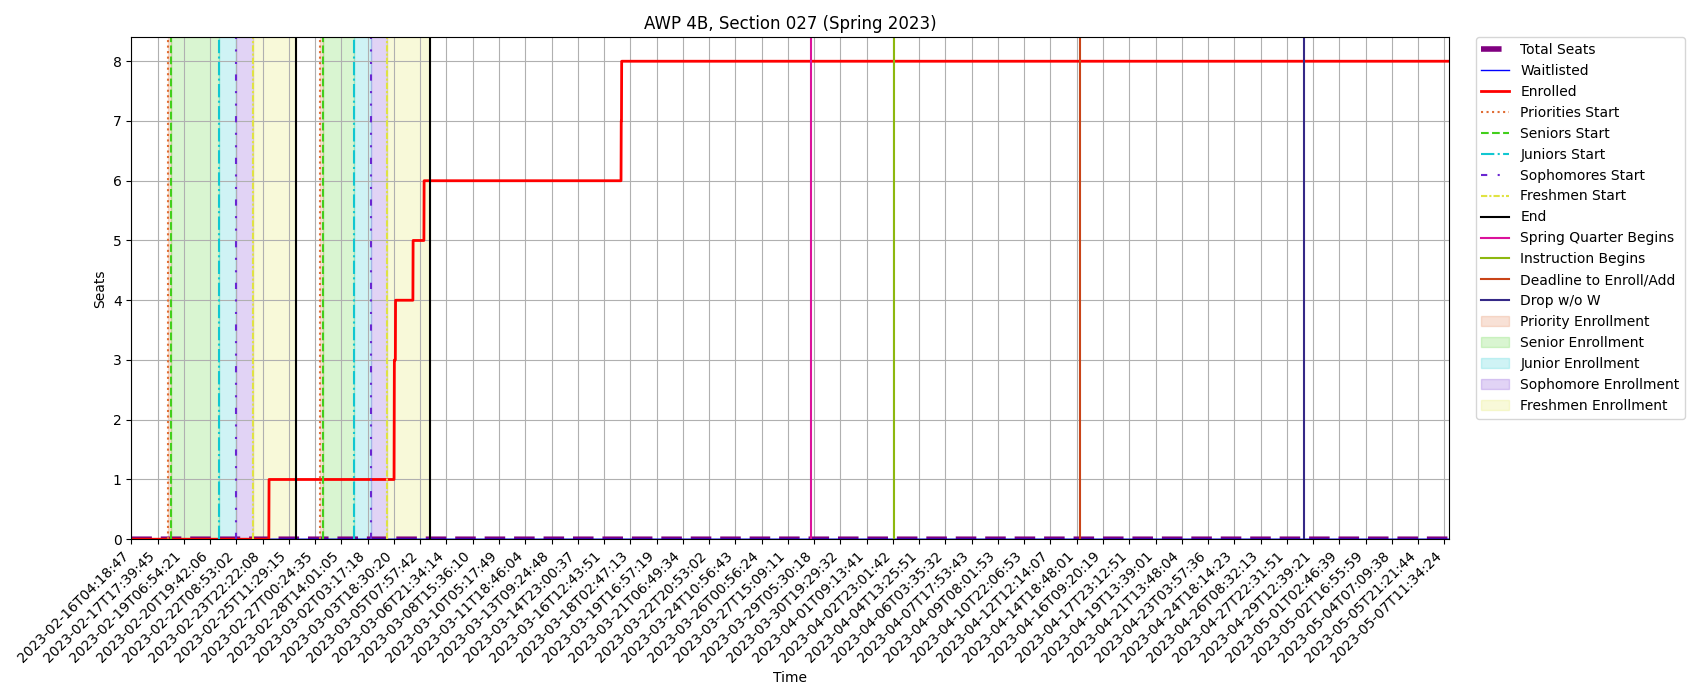 AWP 4B, Section 027 (Spring 2023)
Seats
8
7
6
5
4
3
2
1
0
2023-02-16T04:18:47
2023-02-17T17:39:45
2023-02-19T06:54:21
2023-02-20T19:42:06
2023-02-22T08:53:02
2023-02-23T22:22:08
2023-02-25T11:29:15
2023-02-27T00:24:35
2023-02-28T14:01:05
2023-03-02T03:17:18
2023-03-03T18:30:20
2023-03-05T07:57:42
2023-03-06T21:34:14
2023-03-08T15:36:10
2023-03-10T05:17:49
2023-03-11T18:46:04
2023-03-13T09:24:48
2023-03-14T23:00:37
2023-03-16T12:43:51
2023-03-18T02:47:13
2023-03-19T16:57:19
2023-03-21T06:49:34
2023-03-22T20:53:02
2023-03-24T10:56:43
2023-03-26T00:56:24
2023-03-27T15:09:11
2023-03-29T05:30:18
2023-03-30T19:29:32
2023-04-01T09:13:41
2023-04-02T23:01:42
2023-04-04T13:25:51
2023-04-06T03:35:32
2023-04-07T17:53:43
2023-04-09T08:01:53
2023-04-10T22:06:53
2023-04-12T12:14:07
2023-04-14T18:48:01
2023-04-16T09:20:19
2023-04-17T23:12:51
2023-04-19T13:39:01
2023-04-21T13:48:04
2023-04-23T03:57:36
2023-04-24T18:14:23
2023-04-26T08:32:13
2023-04-27T22:31:51
2023-04-29T12:39:21
2023-05-01T02:46:39
2023-05-02T16:55:59
2023-05-04T07:09:38
2023-05-05T21:21:44
2023-05-07T11:34:24
Time
Total Seats
Waitlisted
Enrolled
Priorities Start
Seniors Start
Juniors Start
Sophomores Start
Freshmen Start
End
Spring Quarter Begins
Instruction Begins
Deadline to Enroll/Add
Drop w/o W
Priority Enrollment
Senior Enrollment
Junior Enrollment
Sophomore Enrollment
Freshmen Enrollment